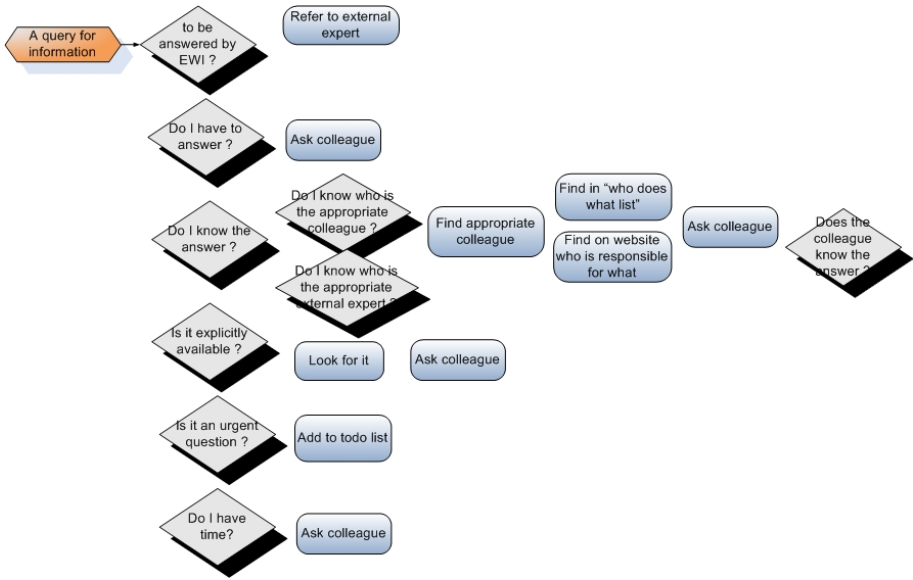 A query for
information
to be
answered by
EWI ?
Refer to external
expert
Do I have to
answer ?
Ask colleague
Do I know the
answer ?
Do I know who is
the appropriate
colleague ?
Do I know who is
the appropriate
external expert ?
Find appropriate
colleague
Find in “who does
what list”
Find on website
who is responsible
for what
Ask colleague
Does the
colleague
know the
answer ?
Is it explicitly
available ?
Look for it
Ask colleague
Is it an urgent
question ?
Add to todo list
Do I have
time?
Ask colleague